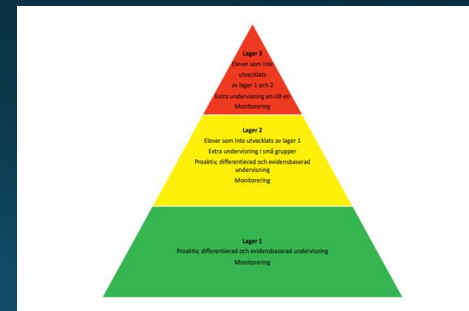 Lager 3
Elever som inte
utvecklats
av lager 1 och 2
Extra undervisning en-till-en
Monitorering
Lager 2
Elever som inte utvecklats av lager 1
Extra undervisning i små grupper
Proaktiv, differentierad och evidensbaserad
undervisning
Monitorering
Lager 1
Proaktiv, differentierad och evidensbaserad undervisning
Monitorering